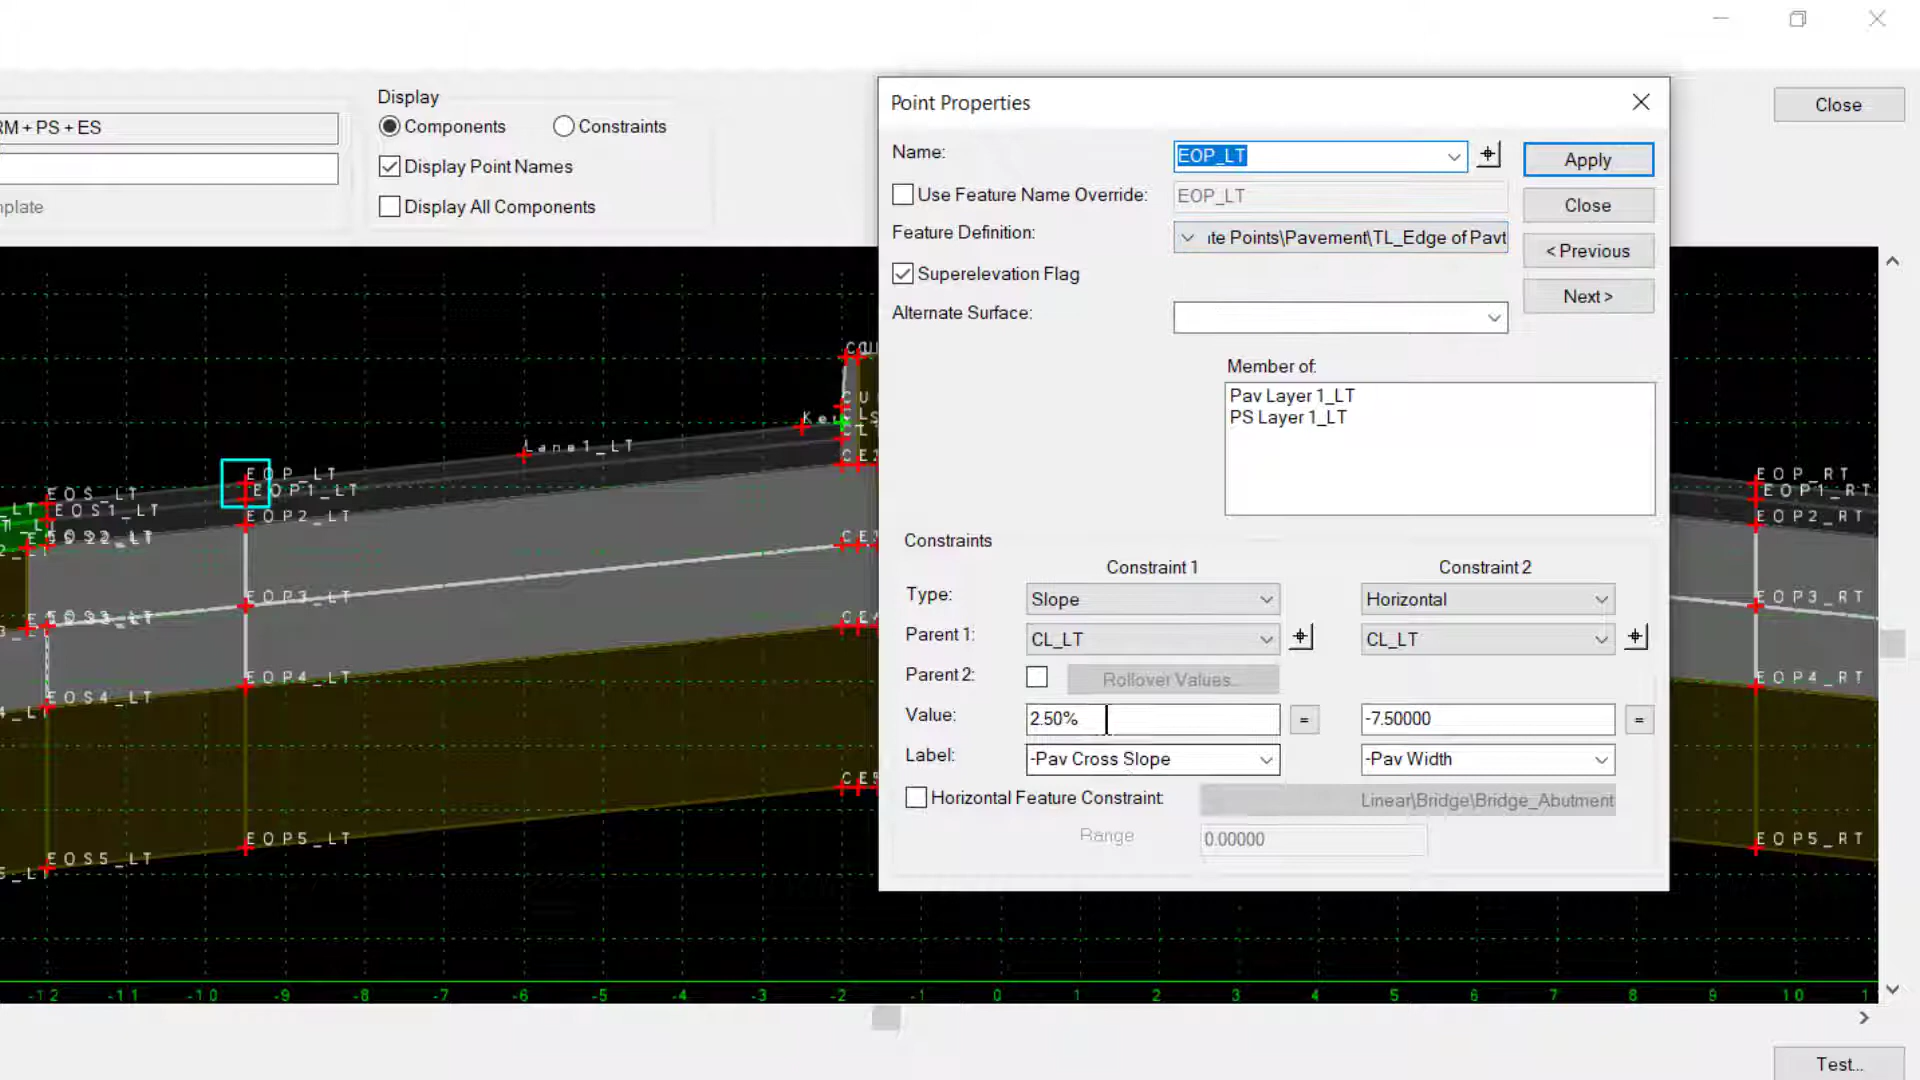 RM + PS + ES
nplate
Display
Components
Constraints
Display Point Names
Display All Components
Close
Point Properties
Name:
EOP_LT
Apply
Use Feature Name Override:
EOP_LT
Close
Feature Definition:
ite Points\Pavement\TL_Edge of Pavt
< Previous
Superelevation Flag
Next >
Alternate Surface:
Member of:
Pav Layer 1_LT
PS Layer 1_LT
Constraints
Constraint 1
Constraint 2
Type:
Slope
Horizontal
Parent 1:
CL_LT
CL_LT
Parent 2:
Rollover Values...
Value:
2.50%
=
-7.50000
=
Label:
-Pav Cross Slope
-Pav Width
Horizontal Feature Constraint:
Linear\Bridge\Bridge_Abutment
Range
0.00000
Lane1_LT
EOP_LT
EOP1_LT
EOP2_LT
EOP3_LT
EOP4_LT
EOP5_LT
EOS_LT
EOS1_LT
EOS4_LT
EOS5_LT
EOP_RT
EOP1_RT
EOP2_RT
EOP3_RT
EOP4_RT
EOP5_RT
-12 -11 -10 -9 -8 -7 -6 -5 -4 -3 -2 -1 0 1 2 3 4 5 6 7 8 9 10 1
Test...